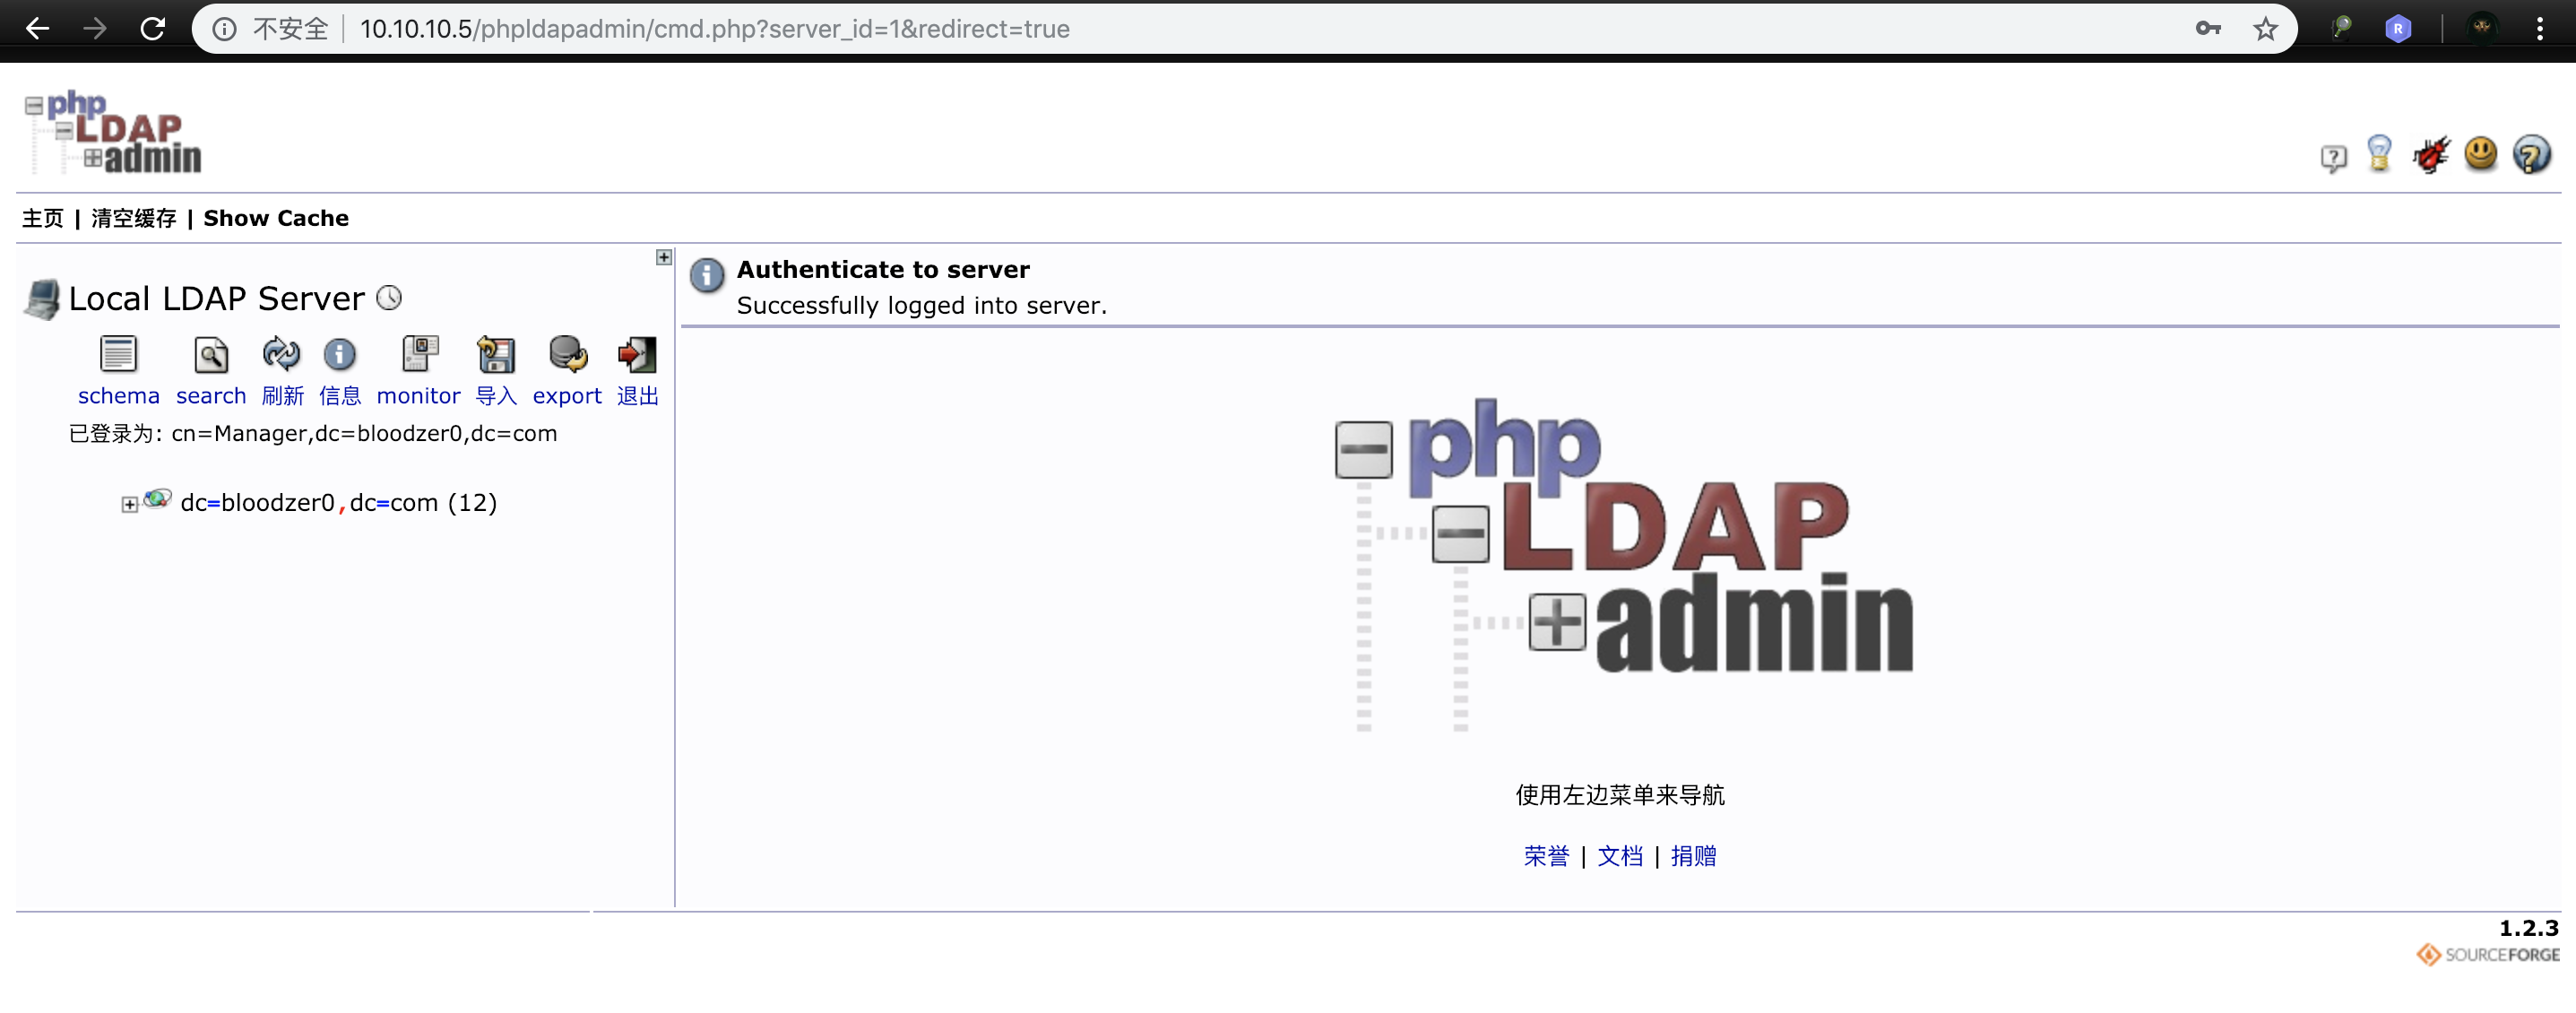 不安全 10.10.10.5/phpldapadmin/cmd.php?server_id=1&redirect=true
R
php
LDAP
admin
主页 | 清空缓存 | Show Cache
Local LDAP Server
schema search 刷新 信息 monitor 导入 export 退出
已登录为: cn=Manager,dc=bloodzer0,dc=com
dc=bloodzer0,dc=com (12)
Authenticate to server
Successfully logged into server.
php
LDAP
admin
使用左边菜单来导航
荣誉 | 文档 | 捐赠
1.2.3
SOURCEFORGE